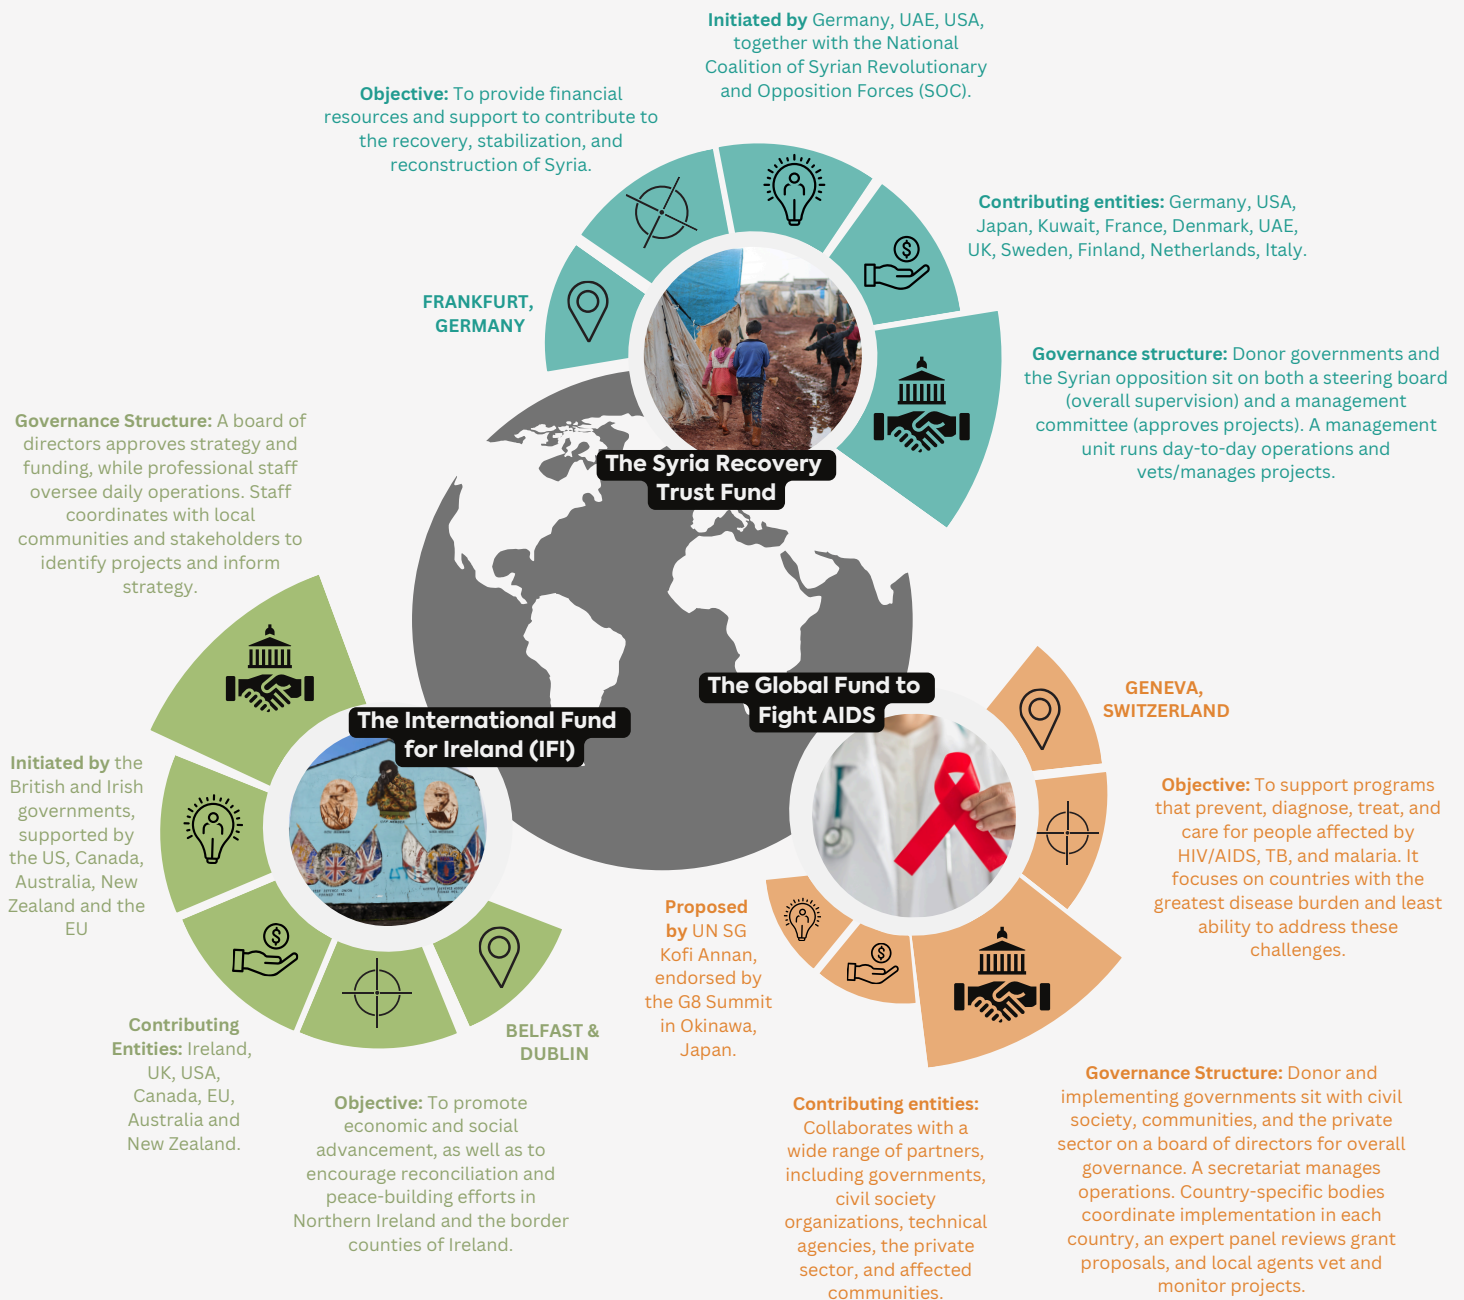 Initiated by Germany, UAE, USA,
together with the National
Coalition of Syrian Revolutionary
and Opposition Forces (SOC).
Objective: To provide financial
resources and support to contribute to
the recovery, stabilization, and
reconstruction of Syria.
Contributing entities: Germany, USA,
Japan, Kuwait, France, Denmark, UAE,
UK, Sweden, Finland, Netherlands, Italy.
FRANKFURT,
GERMANY
Governance structure: Donor governments and
the Syrian opposition sit on both a steering board
(overall supervision) and a management
committee (approves projects). A management
unit runs day-to-day operations and
vets/manages projects.
The Syria Recovery
Trust Fund
Governance Structure: A board of
directors approves strategy and
funding, while professional staff
oversee daily operations. Staff
coordinates with local
communities and stakeholders to
identify projects and inform
strategy.
The International Fund
for Ireland (IFI)
Initiated by the
British and Irish
governments,
supported by
the US, Canada,
Australia, New
Zealand and the
EU
Contributing
Entities: Ireland,
UK, USA,
Canada, EU,
Australia and
New Zealand.
Objective: To promote
economic and social
advancement, as well as to
encourage reconciliation and
peace-building efforts in
Northern Ireland and the border
counties of Ireland.
BELFAST &
DUBLIN
The Global Fund to
Fight AIDS
GENEVA,
SWITZERLAND
Objective: To support programs
that prevent, diagnose, treat, and
care for people affected by
HIV/AIDS, TB, and malaria. It
focuses on countries with the
greatest disease burden and least
ability to address these
challenges.
Proposed
by UN SG
Kofi Annan,
endorsed by
the G8 Summit
in Okinawa,
Japan.
Contributing entities:
Collaborates with a
wide range of partners,
including governments,
civil society
organizations, technical
agencies, the private
sector, and affected
communities.
Governance Structure: Donor and
implementing governments sit with civil
society, communities, and the private
sector on a board of directors for overall
governance. A secretariat manages
operations. Country-specific bodies
coordinate implementation in each
country, an expert panel reviews grant
proposals, and local agents vet and
monitor projects.